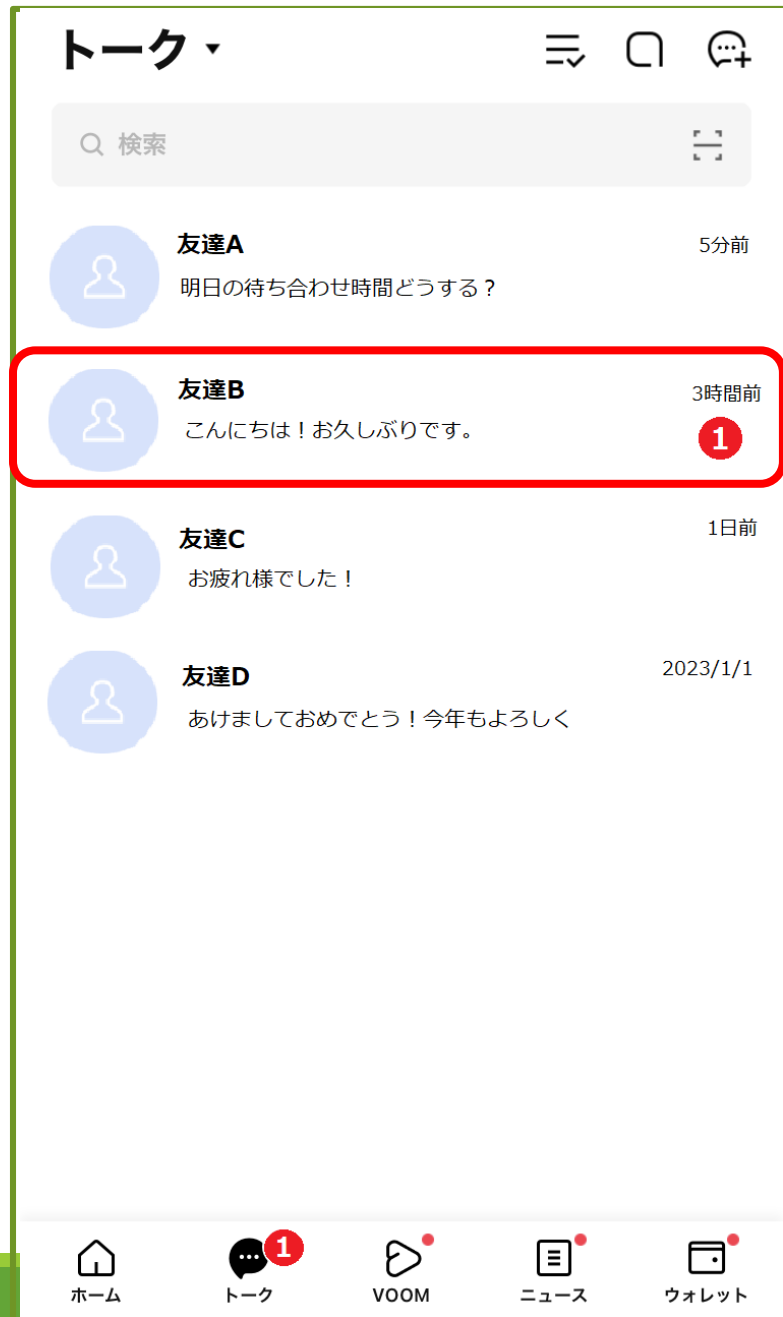 トーク
検索
友達A
5分前
明日の待ち合わせ時間どうする？
友達B
3時間前
こんにちは！お久しぶりです。
1
友達C
1日前
お疲れ様でした！
友達D
2023/1/1
あけましておめでとう！今年もよろしく
1
ホーム
トーク
VOOM
ニュース
ウォレット